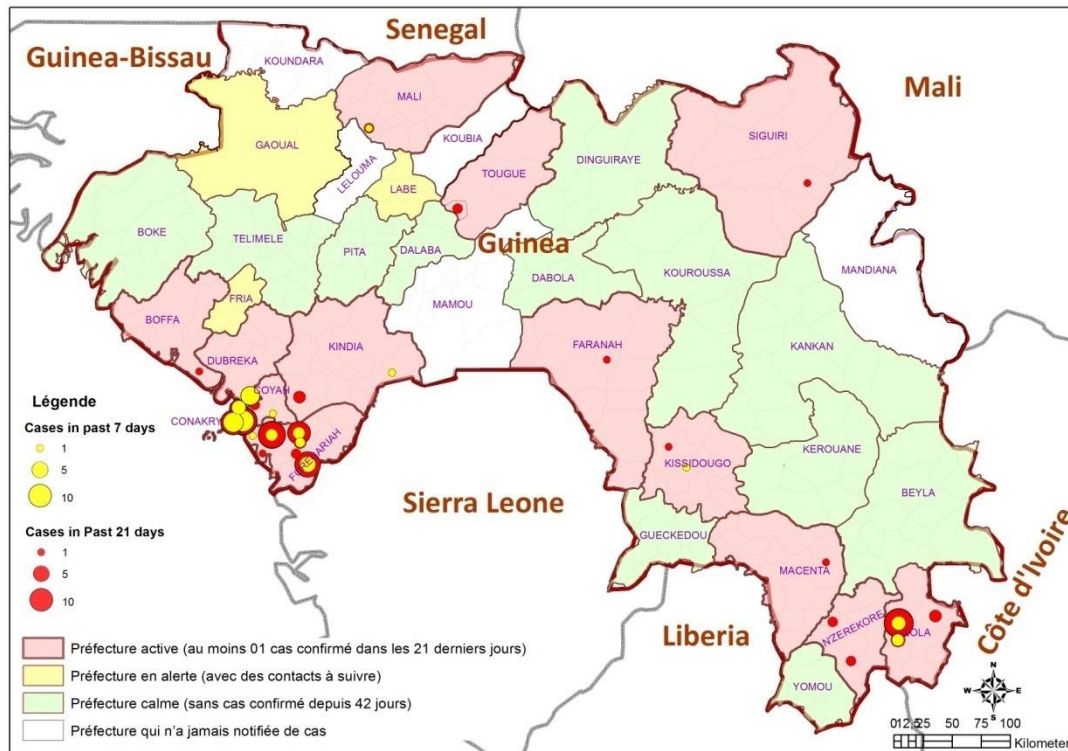 Senegal
Guinea-Bissau
KOUNDARA
Mali
MALI
SIGUIRI
KOUBIA
GAOUAL
DINGUIRAYE
LELOUMA
TOUGUE
LABE
BOKE
TELIMELE
PITA
DALABA
Guinea
KOUROUSSA
MANDIANA
DABOLA
FRIA
MAMOU
BOFFA
KINDIA
FARANAH
KANKAN
DUBREKA
COYAH
CONAKRY
KISSIDOUGO
KEROUANE
BEYLA
Sierra Leone
GUECKEDOU
MACENTA
Côte d'Ivoire
Liberia
N'ZEREKORE
YOMOU
Légende
Cases in past 7 days
1
5
10
Cases in Past 21 days
1
5
10
Préfecture active (au moins 01 cas confirmé dans les 21 derniers jours)
Préfecture en alerte (avec des contacts à suivre)
Préfecture calme (sans cas confirmé depuis 42 jours)
Préfecture qui n'a jamais notifiée de cas
N
W E
S
25 50 75 100
Kilometer